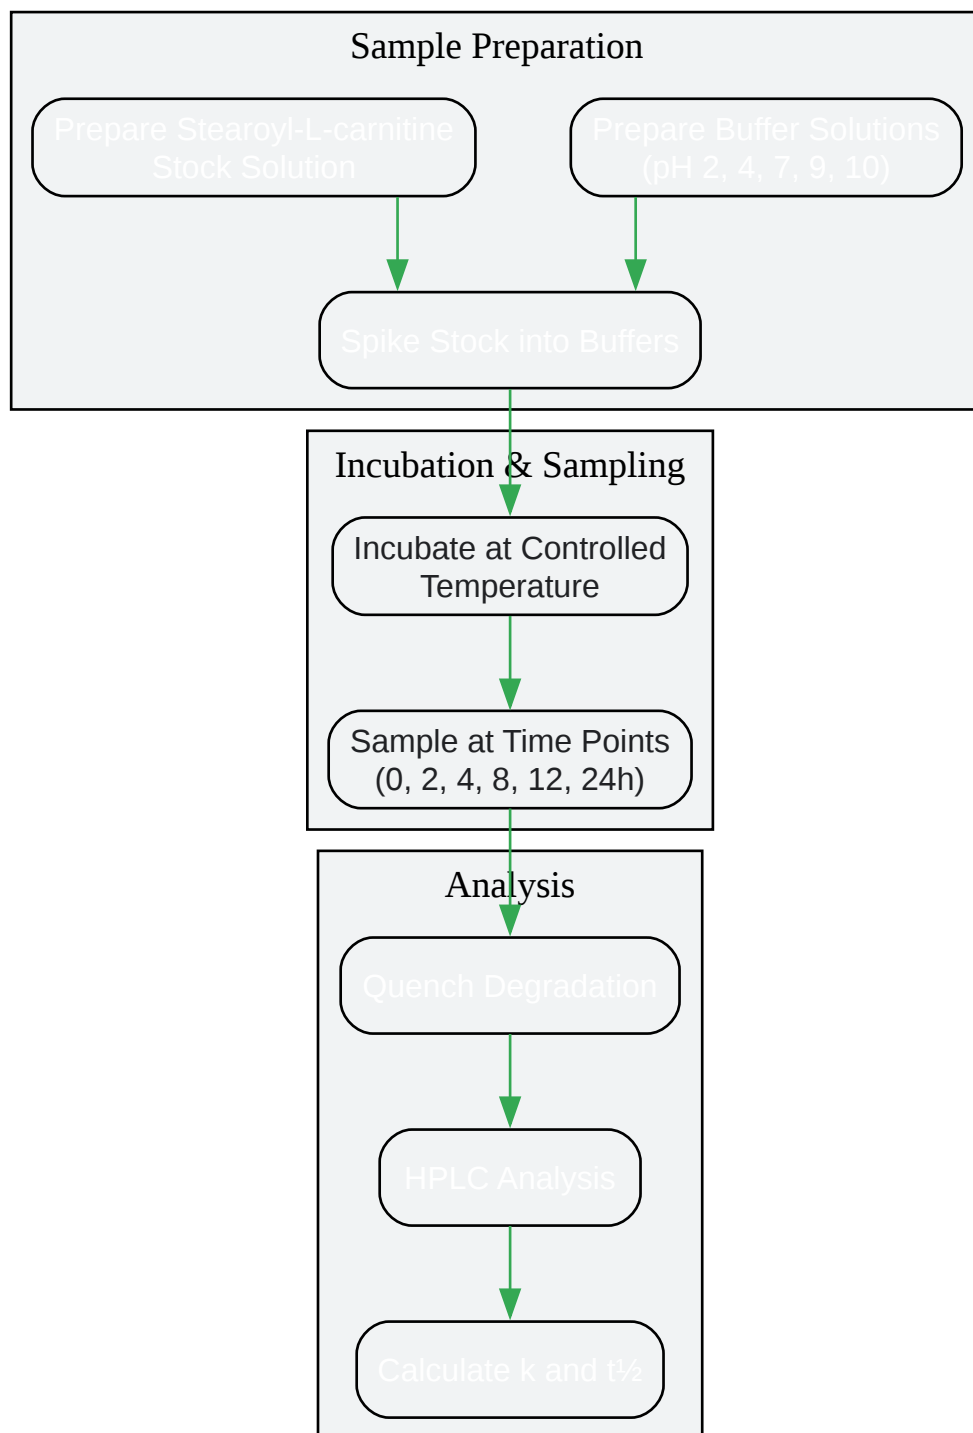 Sample Preparation
Prepare Stearoyl-L-carnitine
Stock Solution
Prepare Buffer Solutions
(pH 2, 4, 7, 9, 10)
Spike Stock into Buffers
Incubation & Sampling
Incubate at Controlled
Temperature
Sample at Time Points
(0, 2, 4, 8, 12, 24h)
Analysis
Quench Degradation
HPLC Analysis
Calculate k and t½